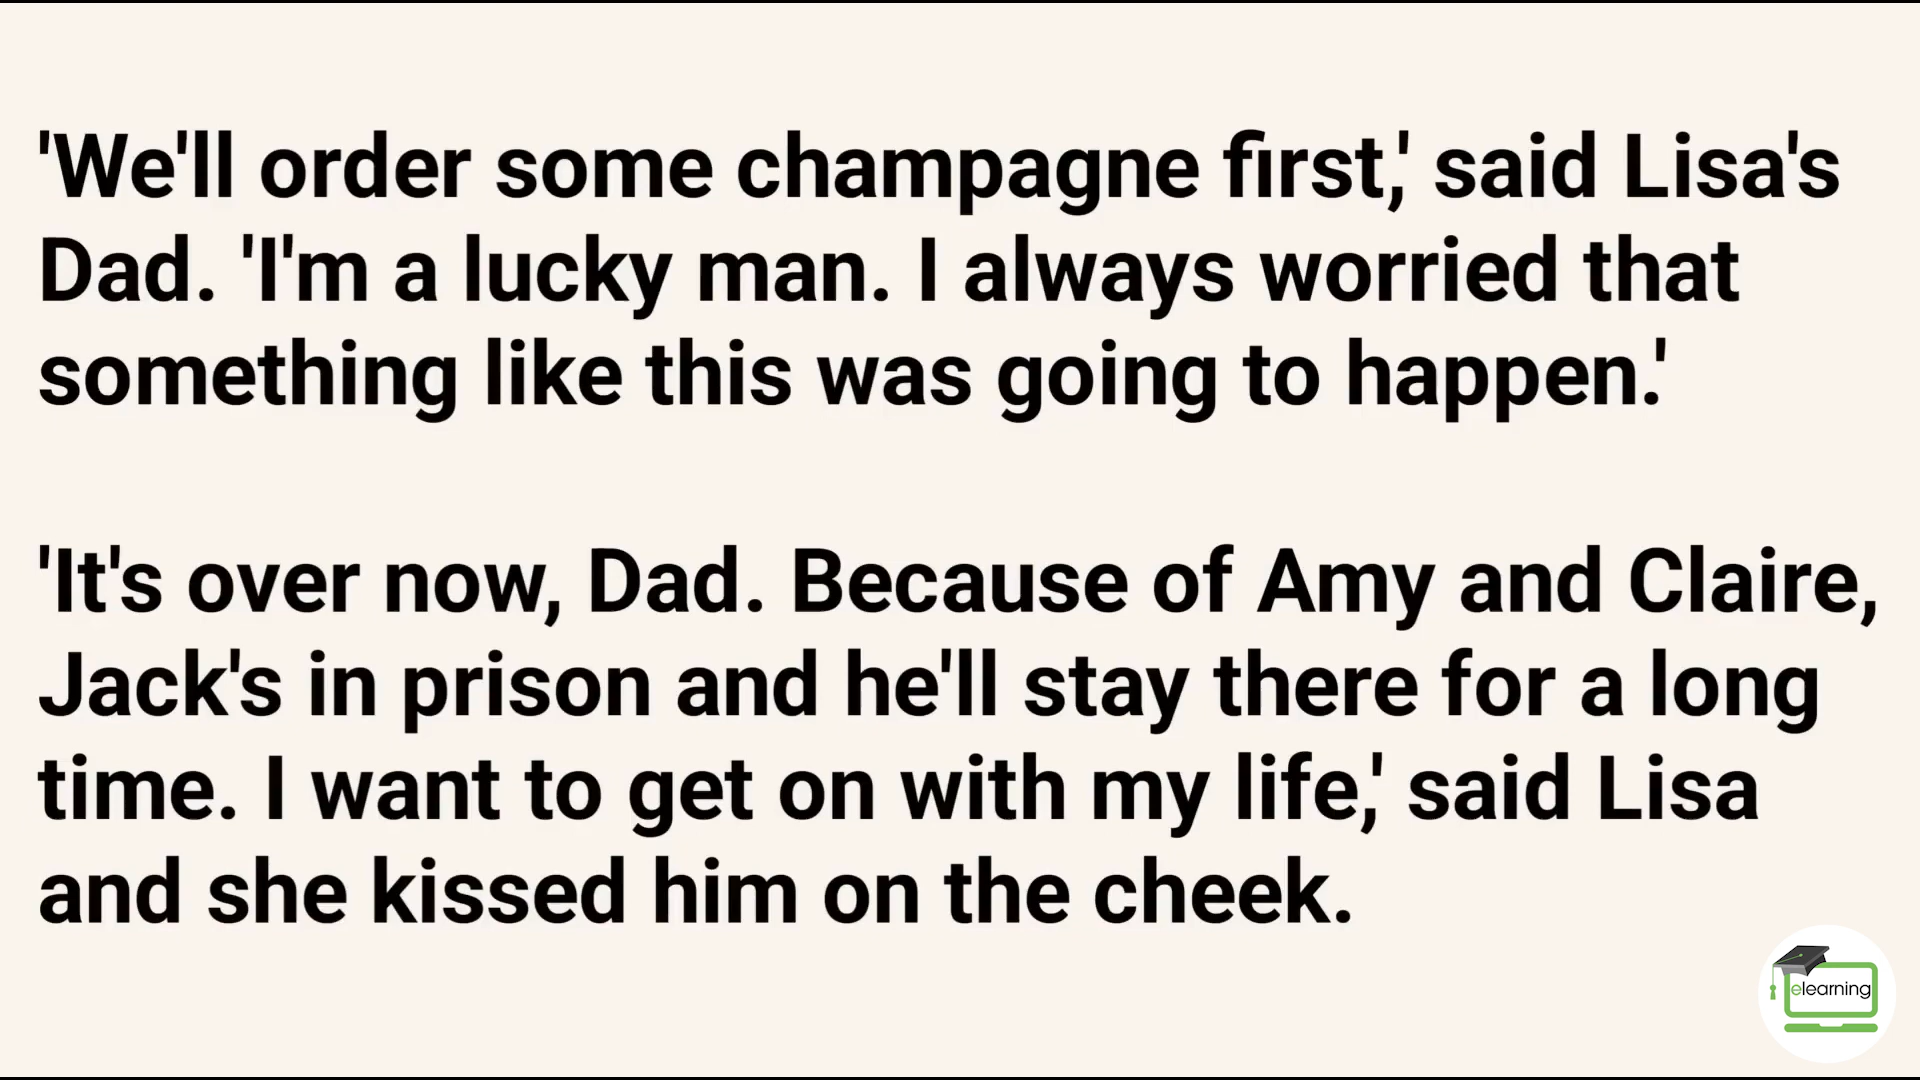 'We'll order some champagne first,' said Lisa's
Dad. 'I'm a lucky man. I always worried that
something like this was going to happen.'
'It's over now, Dad. Because of Amy and Claire,
Jack's in prison and he'll stay there for a long
time. I want to get on with my life,' said Lisa
and she kissed him on the cheek.
elearning